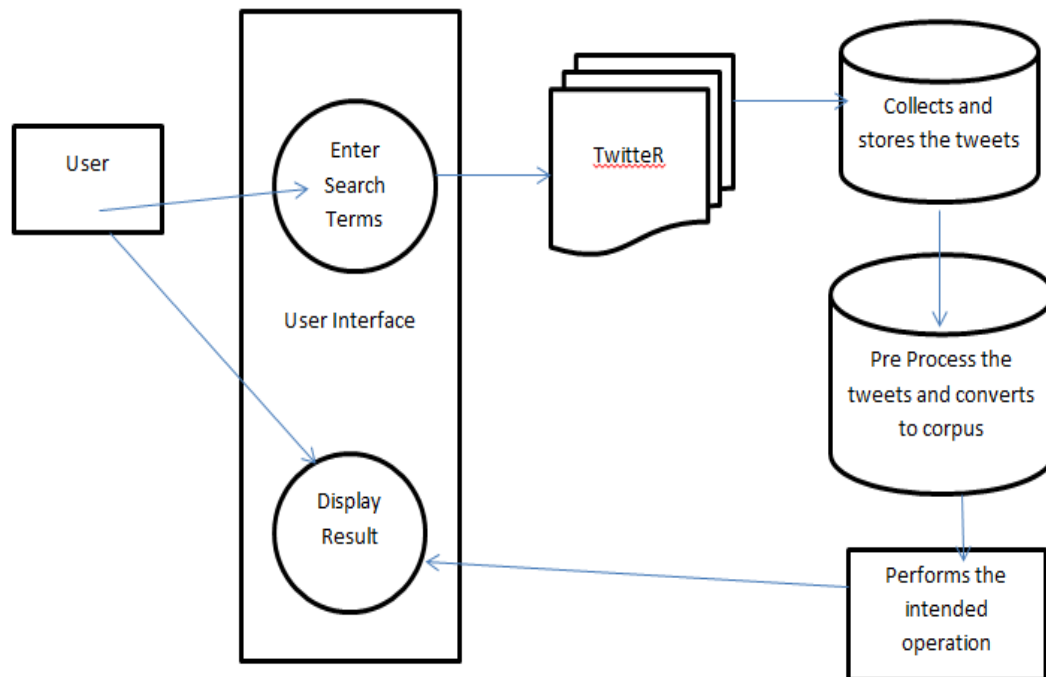 User
Enter
Search
Terms
User Interface
Display
Result
TwitteR
Collects and
stores the tweets
Pre Process the
tweets and converts
to corpus
Performs the
intended
operation